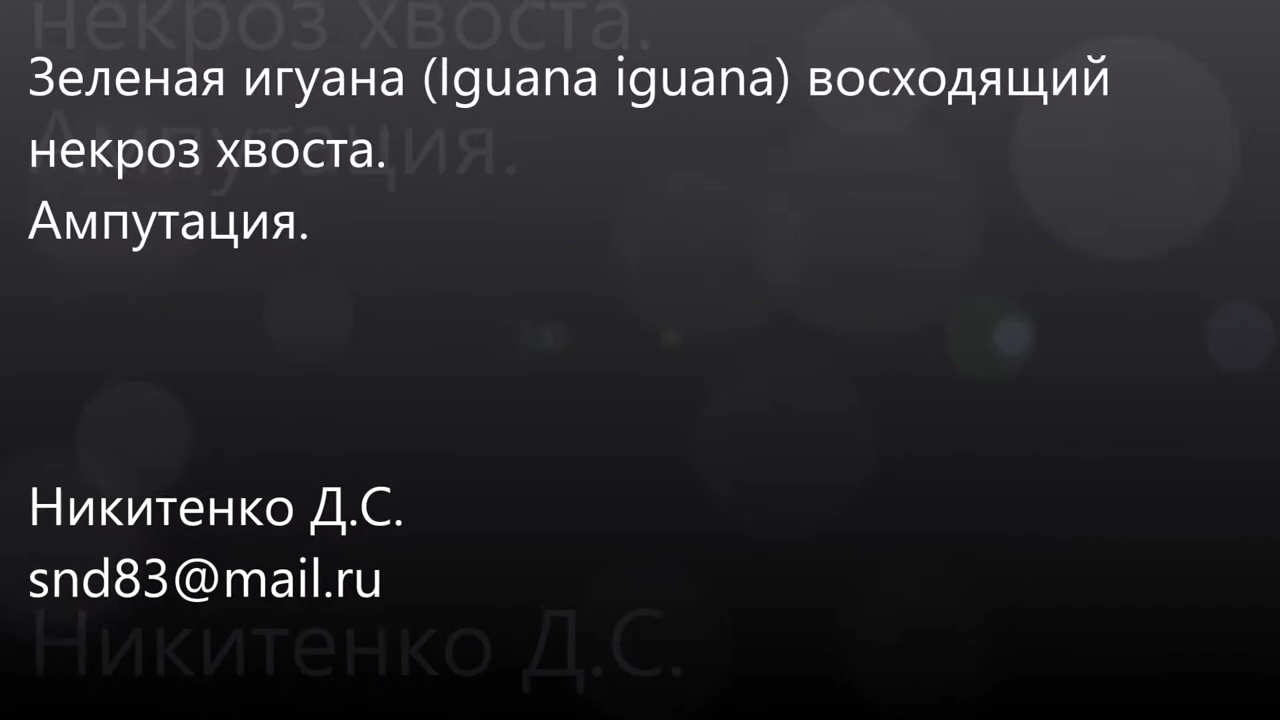 Зеленая игуана (Iguana iguana) восходящий
некроз хвоста.
Ампутация.
Никитенко Д.С.
snd83@mail.ru